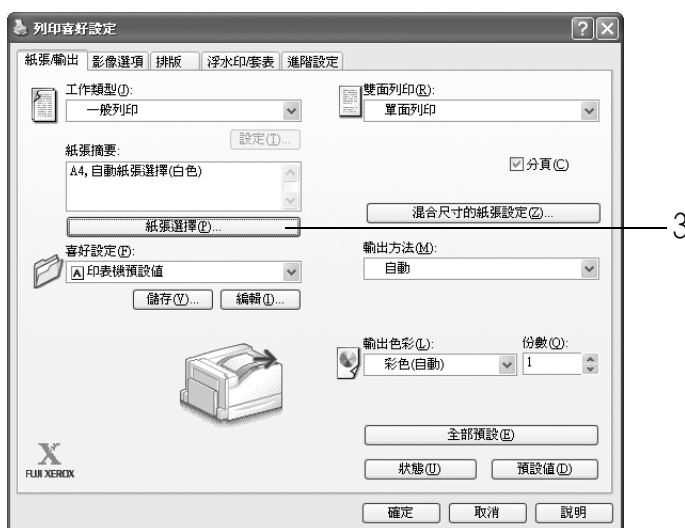 列印喜好設定
紙張/輸出 影像選項 排版 浮水印/套表 進階設定
工作類型(J):
一般列印
設定(I)...
紙張摘要:
A4, 自動紙張選擇(白色)
紙張選擇(P)...
喜好設定(F):
A 印表機預設值
儲存(V)... 編輯(I)...
雙面列印(R):
單面列印
分頁(C)
混合尺寸的紙張設定(Z)...
3
輸出方法(M):
自動
輸出色彩(L): 份數(O):
彩色(自動) 1
全部預設(E)
狀態(U) 預設值(D)
X
FUJI XEROX
確定 取消 說明